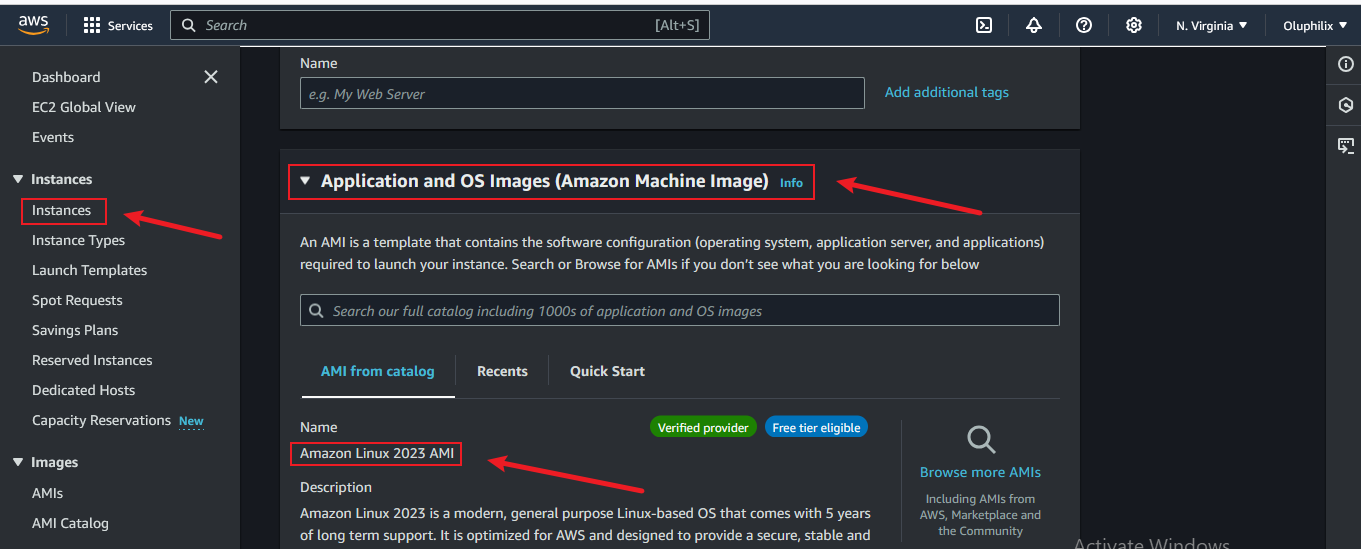 aws
Services
Search
[Alt+S]
N. Virginia
Oluphilix
Dashboard
EC2 Global View
Events
Instances
Instances
Instance Types
Launch Templates
Spot Requests
Savings Plans
Reserved Instances
Dedicated Hosts
Capacity Reservations New
Images
AMIs
AMI Catalog
Name
e.g. My Web Server
Add additional tags
Application and OS Images (Amazon Machine Image) Info
An AMI is a template that contains the software configuration (operating system, application server, and applications)
required to launch your instance. Search or Browse for AMIs if you don't see what you are looking for below
Search our full catalog including 1000s of application and OS images
AMI from catalog
Recents
Quick Start
Name
Verified provider
Free tier eligible
Amazon Linux 2023 AMI
Description
Amazon Linux 2023 is a modern, general purpose Linux-based OS that comes with 5 years
of long term support. It is optimized for AWS and designed to provide a secure, stable and
Browse more AMIs
Including AMIs from
AWS, Marketplace and
the Community
Activate Windows